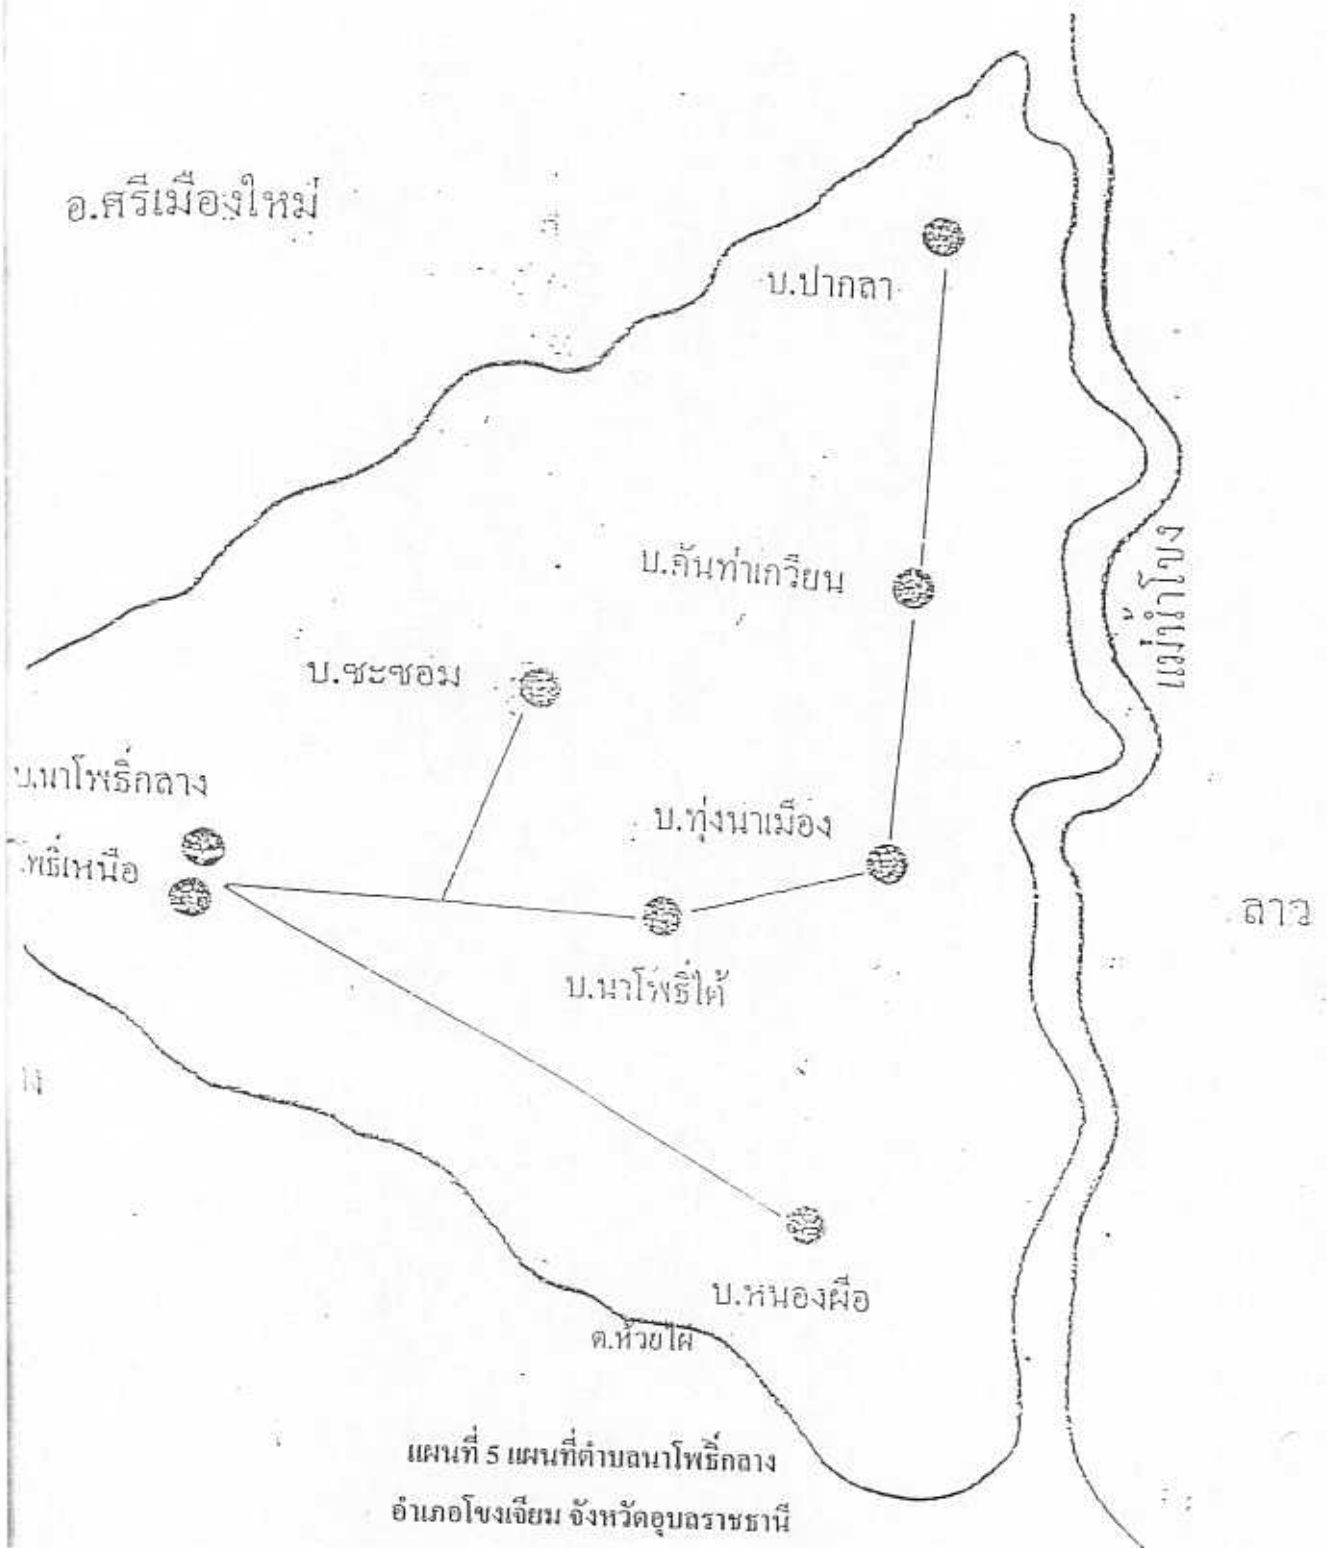 อ.ศรีเมืองใหม่
บ.ปากลา
บ.คันท่าเกวียน
แม่น้ำโขง
บ.ซะซอม
บ.นาโพธิ์กลาง
บ.ทุ่งนาเมือง
โพธิ์เหนือ
ลาว
บ.นาโพธิ์ใต้
บ.หนองผือ
ต.ห้วยไผ่
แผนที่ 5 แผนที่ตำบลนาโพธิ์กลาง
อำเภอโขงเจียม จังหวัดอุบลราชธานี